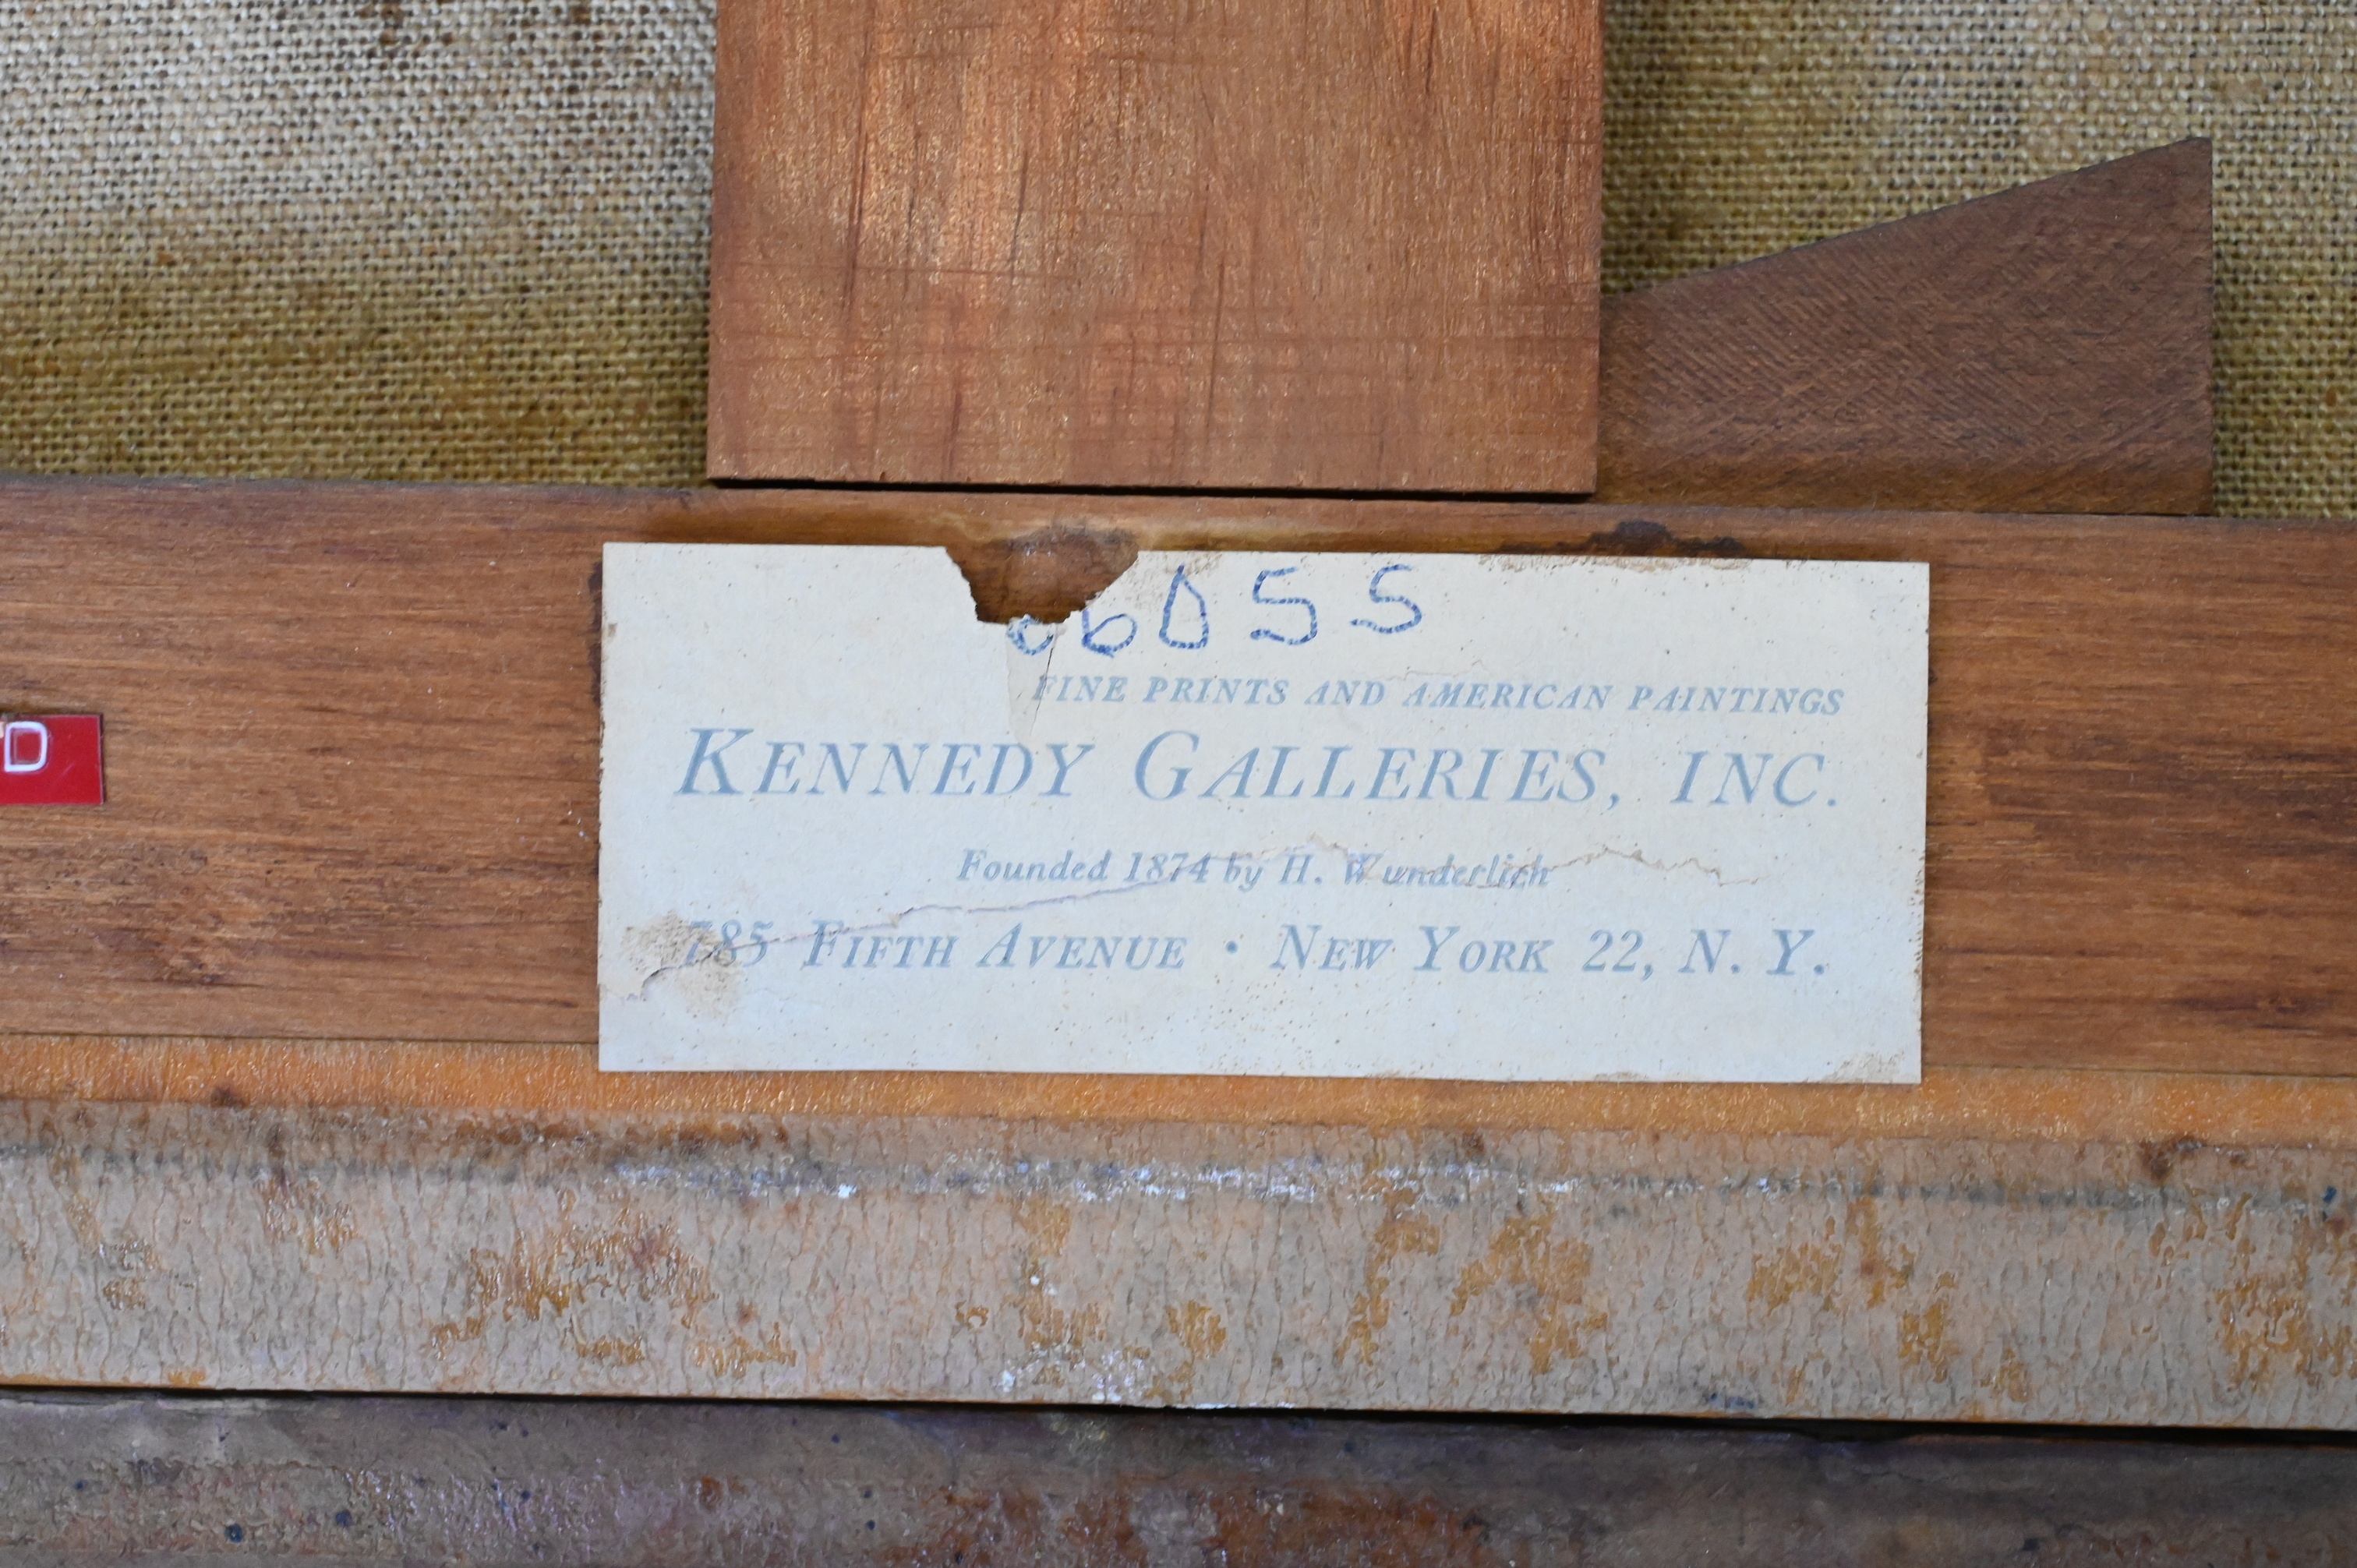 6055
FINE PRINTS AND AMERICAN PAINTINGS
KENNEDY GALLERIES, INC.
Founded 1874 by H. Wunderlich
785 FIFTH AVENUE • NEW YORK 22, N. Y.
D